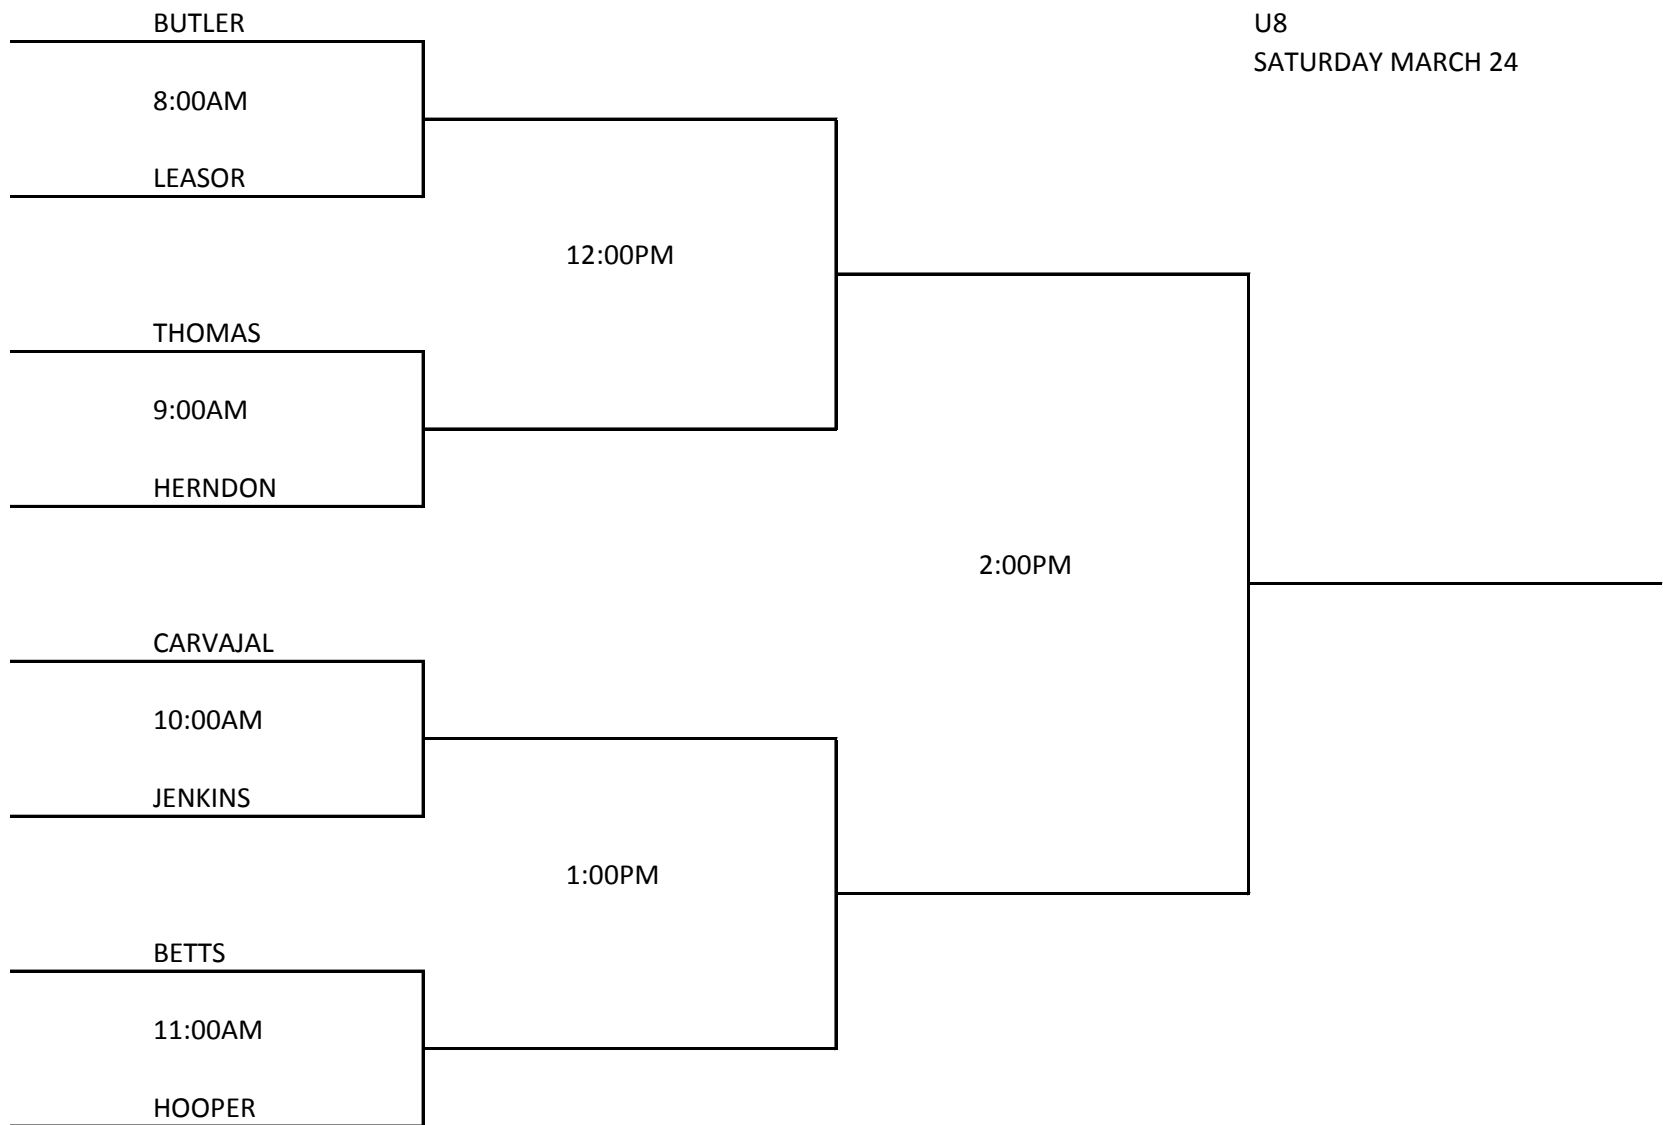 BUTLER
U8
SATURDAY MARCH 24
8:00AM
LEASOR
12:00PM
THOMAS
9:00AM
HERNDON
2:00PM
CARVAJAL
10:00AM
JENKINS
1:00PM
BETTS
11:00AM
HOOPER